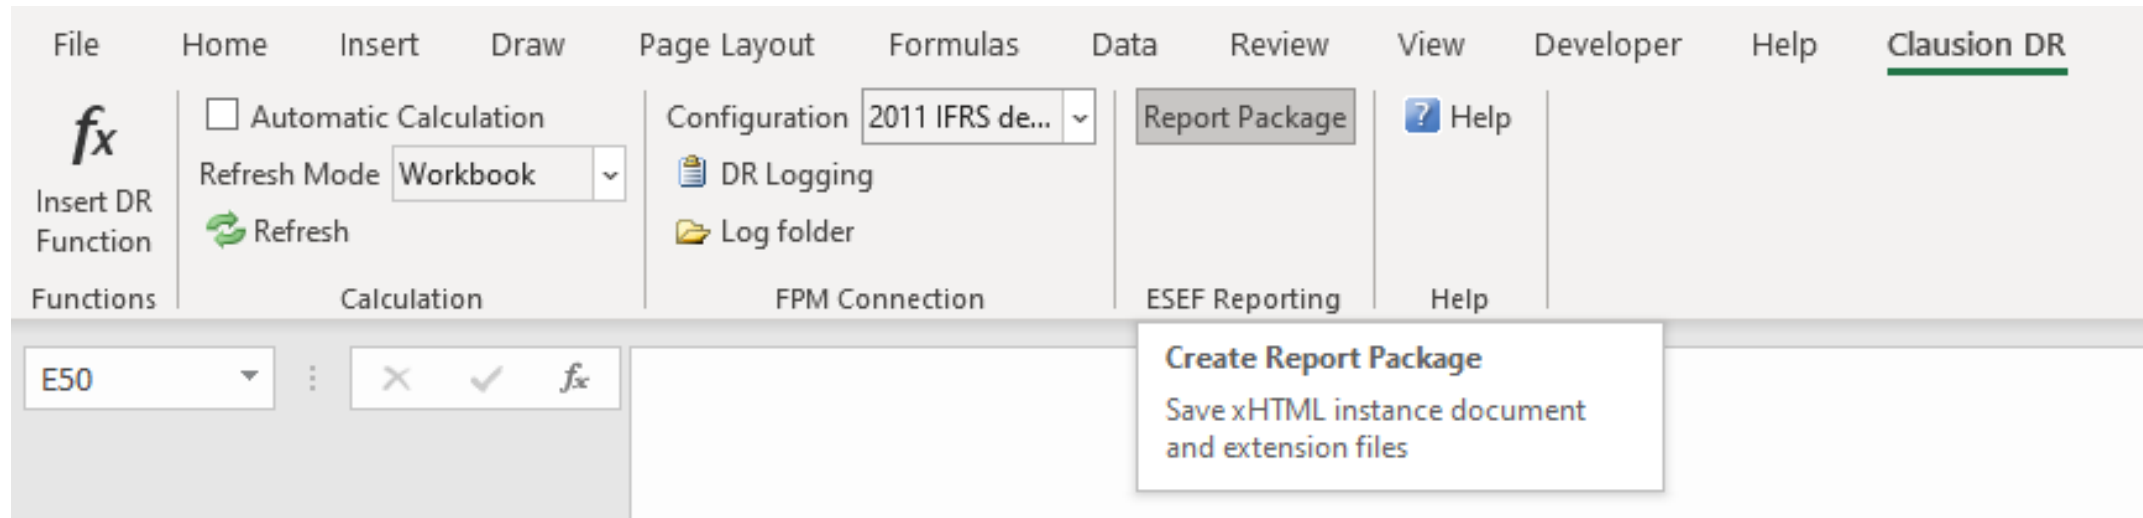 File Home Insert Draw Page Layout Formulas Data Review View Developer Help Clausion DR
fx
Insert DR
Function
Functions
Automatic Calculation
Refresh Mode Workbook
Refresh
Calculation
Configuration 2011 IFRS de...
DR Logging
Log folder
FPM Connection
Report Package
ESEF Reporting
? Help
Help
E50 fx
Create Report Package
Save xHTML instance document
and extension files